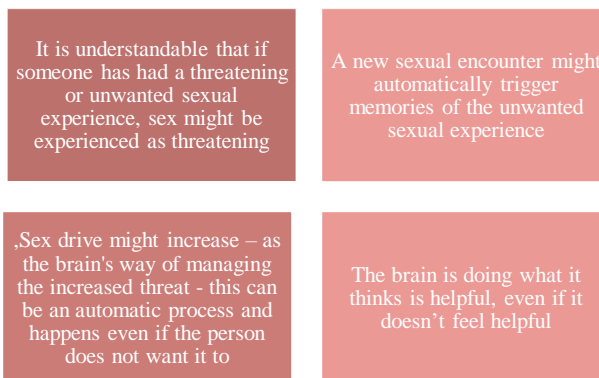 It is understandable that if
someone has had a threatening
or unwanted sexual
experience, sex might be
experienced as threatening
A new sexual encounter might
automatically trigger
memories of the unwanted
sexual experience
,Sex drive might increase – as
the brain's way of managing
the increased threat - this can
be an automatic process and
happens even if the person
does not want it to
The brain is doing what it
thinks is helpful, even if it
doesn’t feel helpful